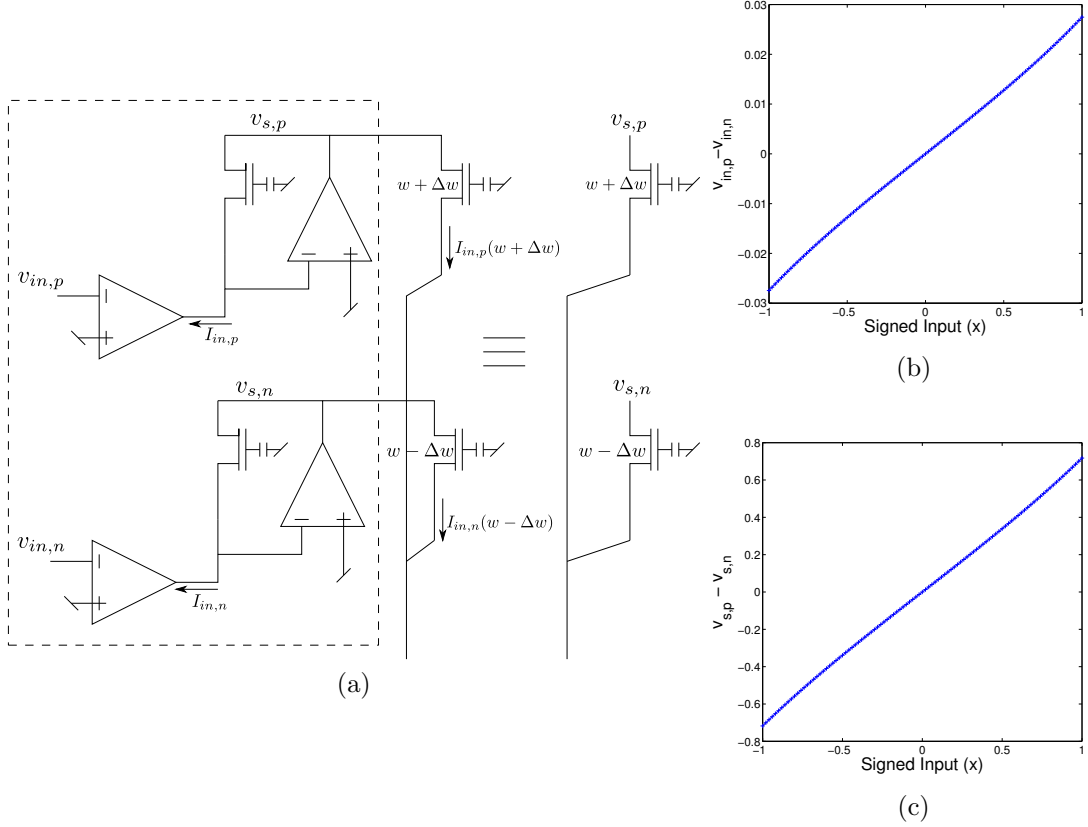 v_{s,p}
v_{s,p}
w + Δw
w + Δw
I_{in,p}(w + Δw)
v_{in,p}
I_{in,p}
v_{s,n}
v_{s,n}
w − Δw
w − Δw
I_{in,n}(w − Δw)
v_{in,n}
I_{in,n}
(a)
0.03
0.02
0.01
0
−0.01
−0.02
−0.03
v_{in,p}−v_{in,n}
−1
−0.5
0
0.5
1
Signed Input (x)
(b)
0.8
0.6
0.4
0.2
0
−0.2
−0.4
−0.6
−0.8
v_{s,p} − v_{s,n}
−1
−0.5
0
0.5
1
Signed Input (x)
(c)